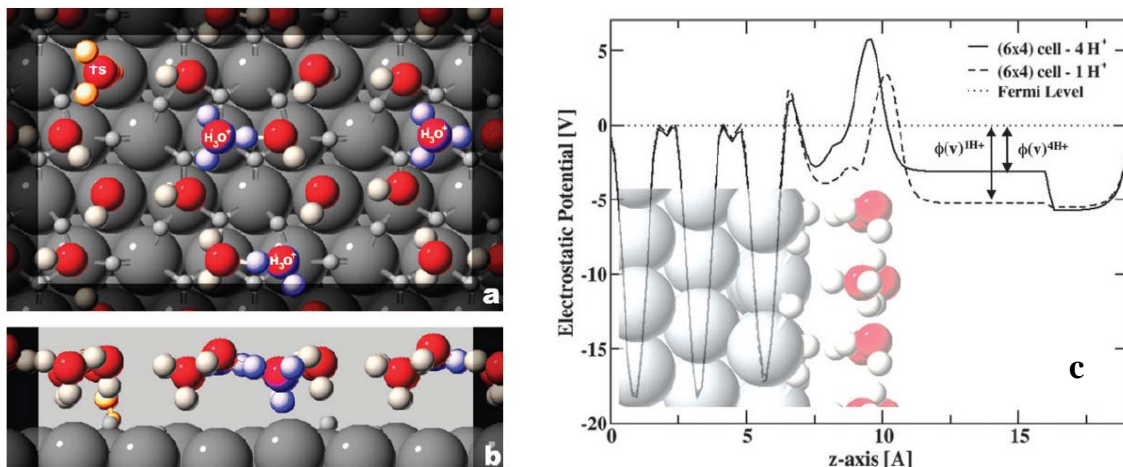 TS
H₃O⁺
H₃O⁺
H₃O⁺
a
b
(6x4) cell - 4 H⁺
(6x4) cell - 1 H⁺
Fermi Level
ϕ(v)¹ᴴ⁺
ϕ(v)⁴ᴴ⁺
Electrostatic Potential [V]
5
0
-5
-10
-15
-20
0
5
10
15
z-axis [A]
c